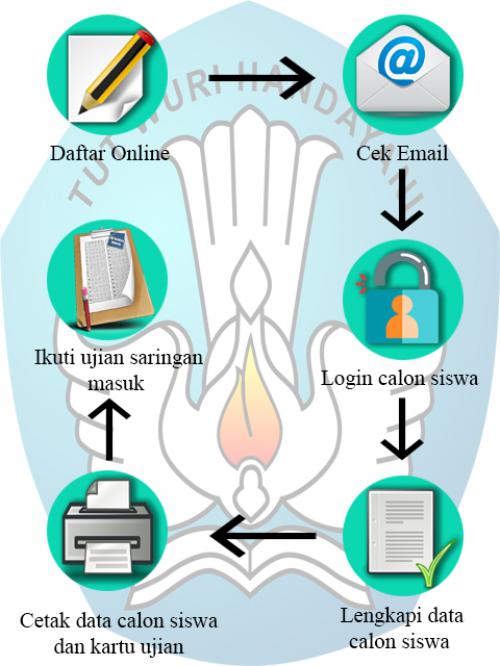 TUT WURI HANDAYANI
Daftar Online
Cek Email
Login calon siswa
Lengkapi data
calon siswa
Cetak data calon siswa
dan kartu ujian
Ikuti ujian saringan
masuk